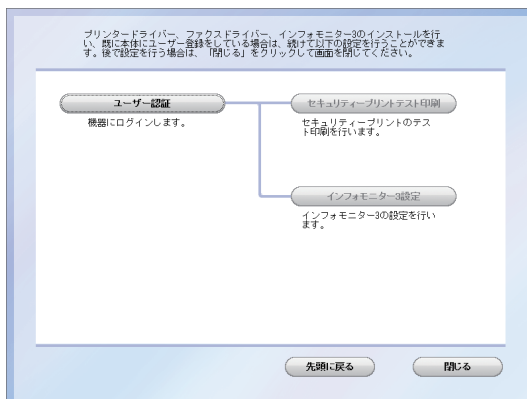 プリンタードライバー、ファクスドライバー、インフォモニター3のインストールを行
い、既に本体にユーザー登録をしている場合は、続けて以下の設定を行うことができま
す。後で設定を行う場合は、「閉じる」をクリックして画面を閉じてください。
ユーザー認証
機器にログインします。
セキュリティープリントテスト印刷
セキュリティープリントのテス
ト印刷を行います。
インフォモニター3設定
インフォモニター3の設定を行い
ます。
先頭に戻る
閉じる